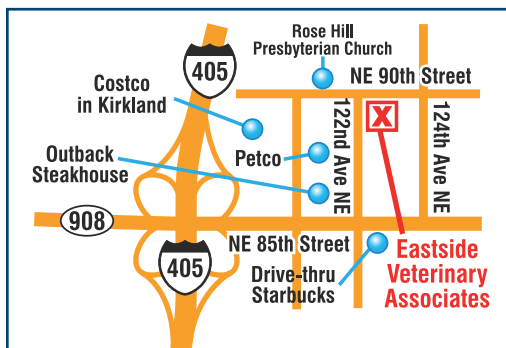 Rose Hill
Presbyterian Church
405
NE 90th Street
Costco
in Kirkland
X
122nd Ave NE
124th Ave NE
Outback
Steakhouse
Petco
908
NE 85th Street
405
Drive-thru
Starbucks
Eastside
Veterinary
Associates